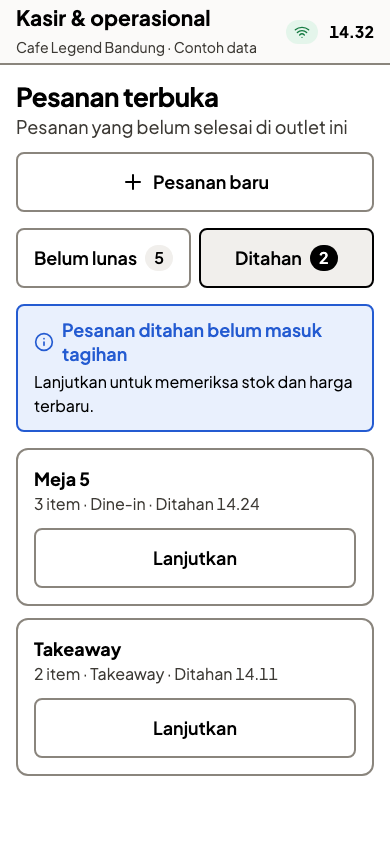 Kasir & operasional
Cafe Legend Bandung · Contoh data
14.32
Pesanan terbuka
Pesanan yang belum selesai di outlet ini
+ Pesanan baru
Belum lunas 5
Ditahan 2
Pesanan ditahan belum masuk
tagihan
Lanjutkan untuk memeriksa stok dan harga
terbaru.
Meja 5
3 item · Dine-in · Ditahan 14.24
Lanjutkan
Takeaway
2 item · Takeaway · Ditahan 14.11
Lanjutkan